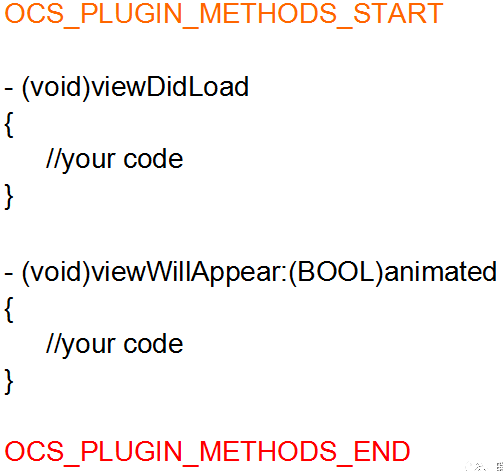 OCS_PLUGIN_METHODS_START
- (void)viewDidLoad
{
//your code
}
- (void)viewWillAppear:(BOOL)animated
{
//your code
}
OCS_PLUGIN_METHODS_END